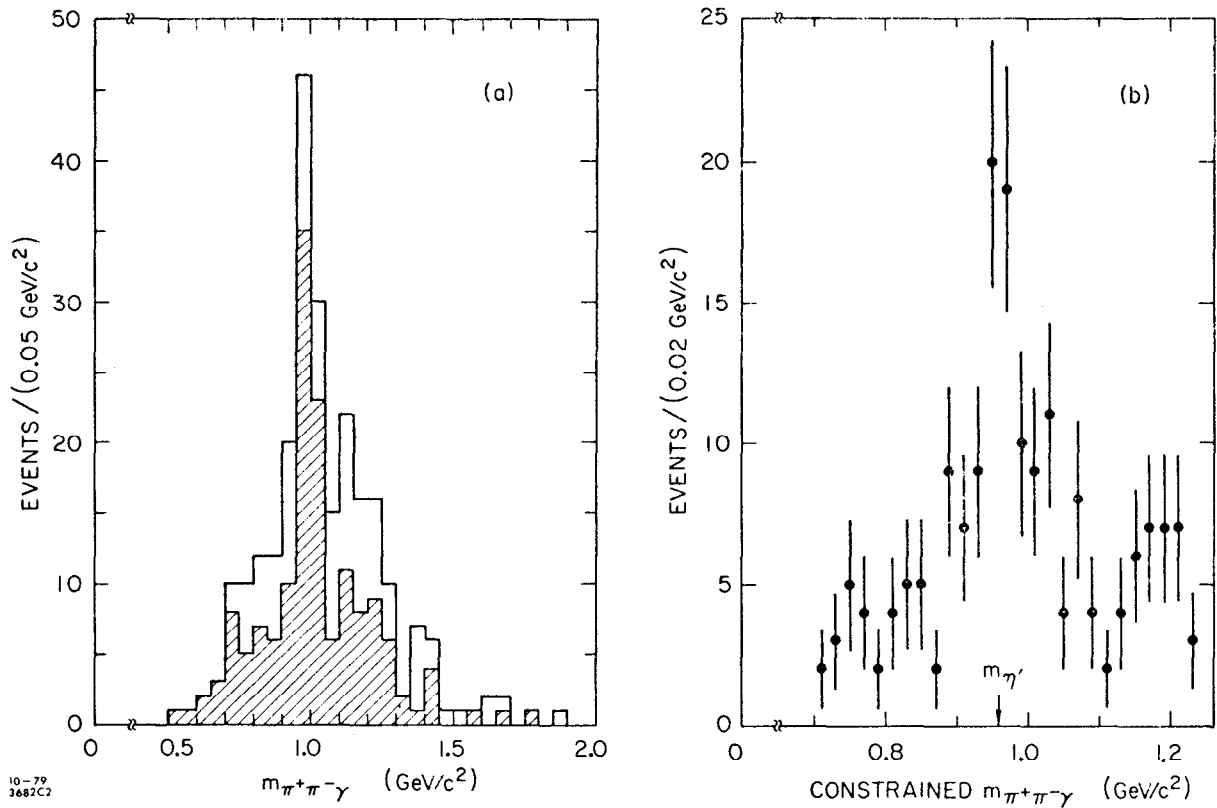 50
40
30
20
10
0
EVENTS / (0.05 GeV/c²)
(a)
0 0.5 1.0 1.5 2.0
mπ⁺π⁻γ (GeV/c²)
10-79
3682C2
25
20
15
10
5
0
EVENTS / (0.02 GeV/c²)
(b)
mη′
0 0.8 1.0 1.2
CONSTRAINED mπ⁺π⁻γ (GeV/c²)